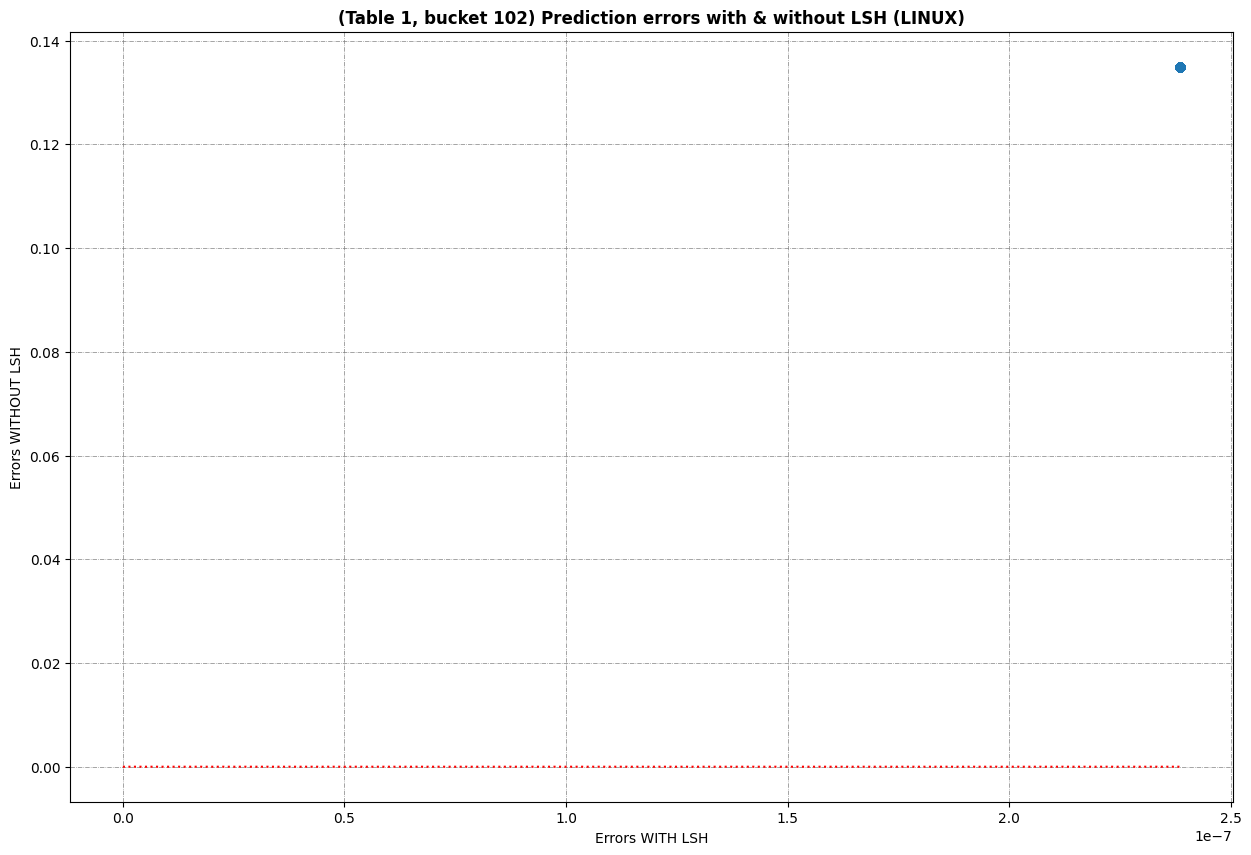 (Table 1, bucket 102) Prediction errors with & without LSH (LINUX)
0.14
0.12
0.10
0.08
0.06
0.04
0.02
0.00
Errors WITHOUT LSH
0.0 0.5 1.0 1.5 2.0 2.5
1e−7
Errors WITH LSH